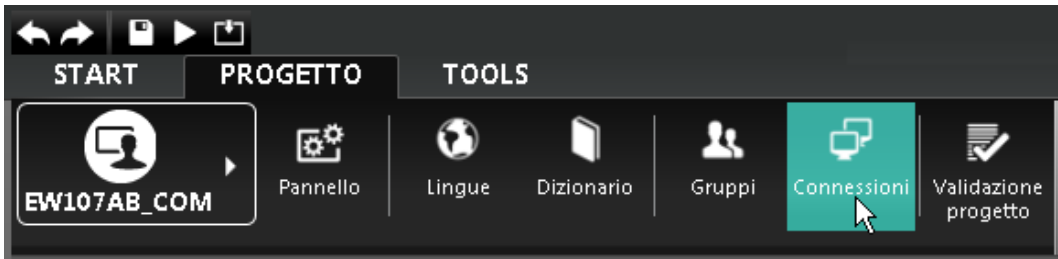 START PROGETTO TOOLS
EW107AB_COM
Pannello
Lingue
Dizionario
Gruppi
Connessioni
Validazione
progetto